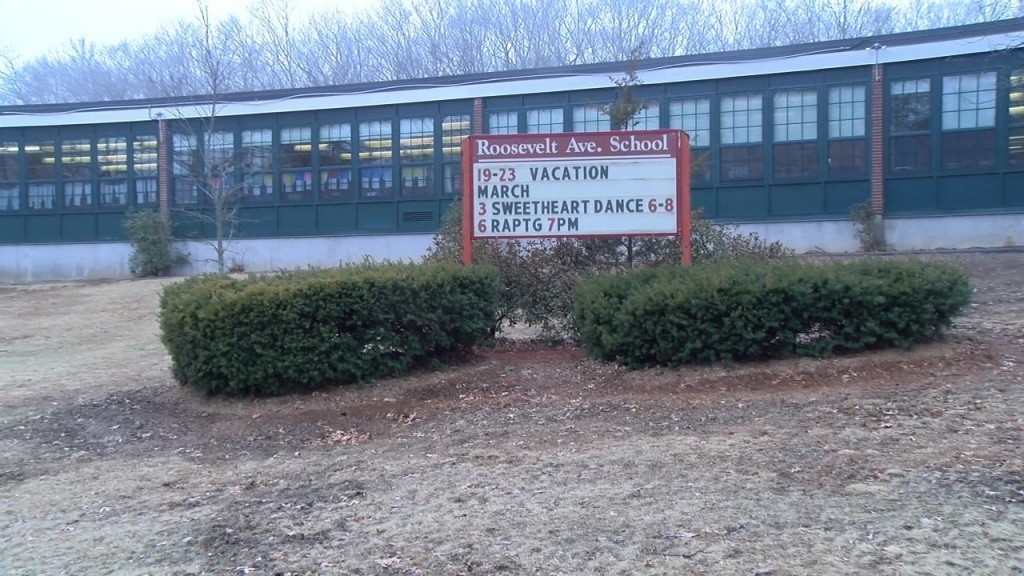 Roosevelt Ave. School
19-23 VACATION
MARCH
3 SWEETHEART DANCE 6-8
6 RAPTG 7PM